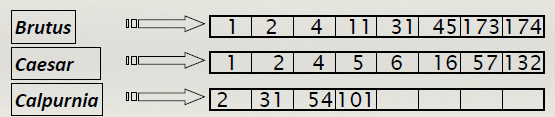 Brutus 1 2 4 11 31 45 173 174
Caesar 1 2 4 5 6 16 57 132
Calpurnia 2 31 54 101